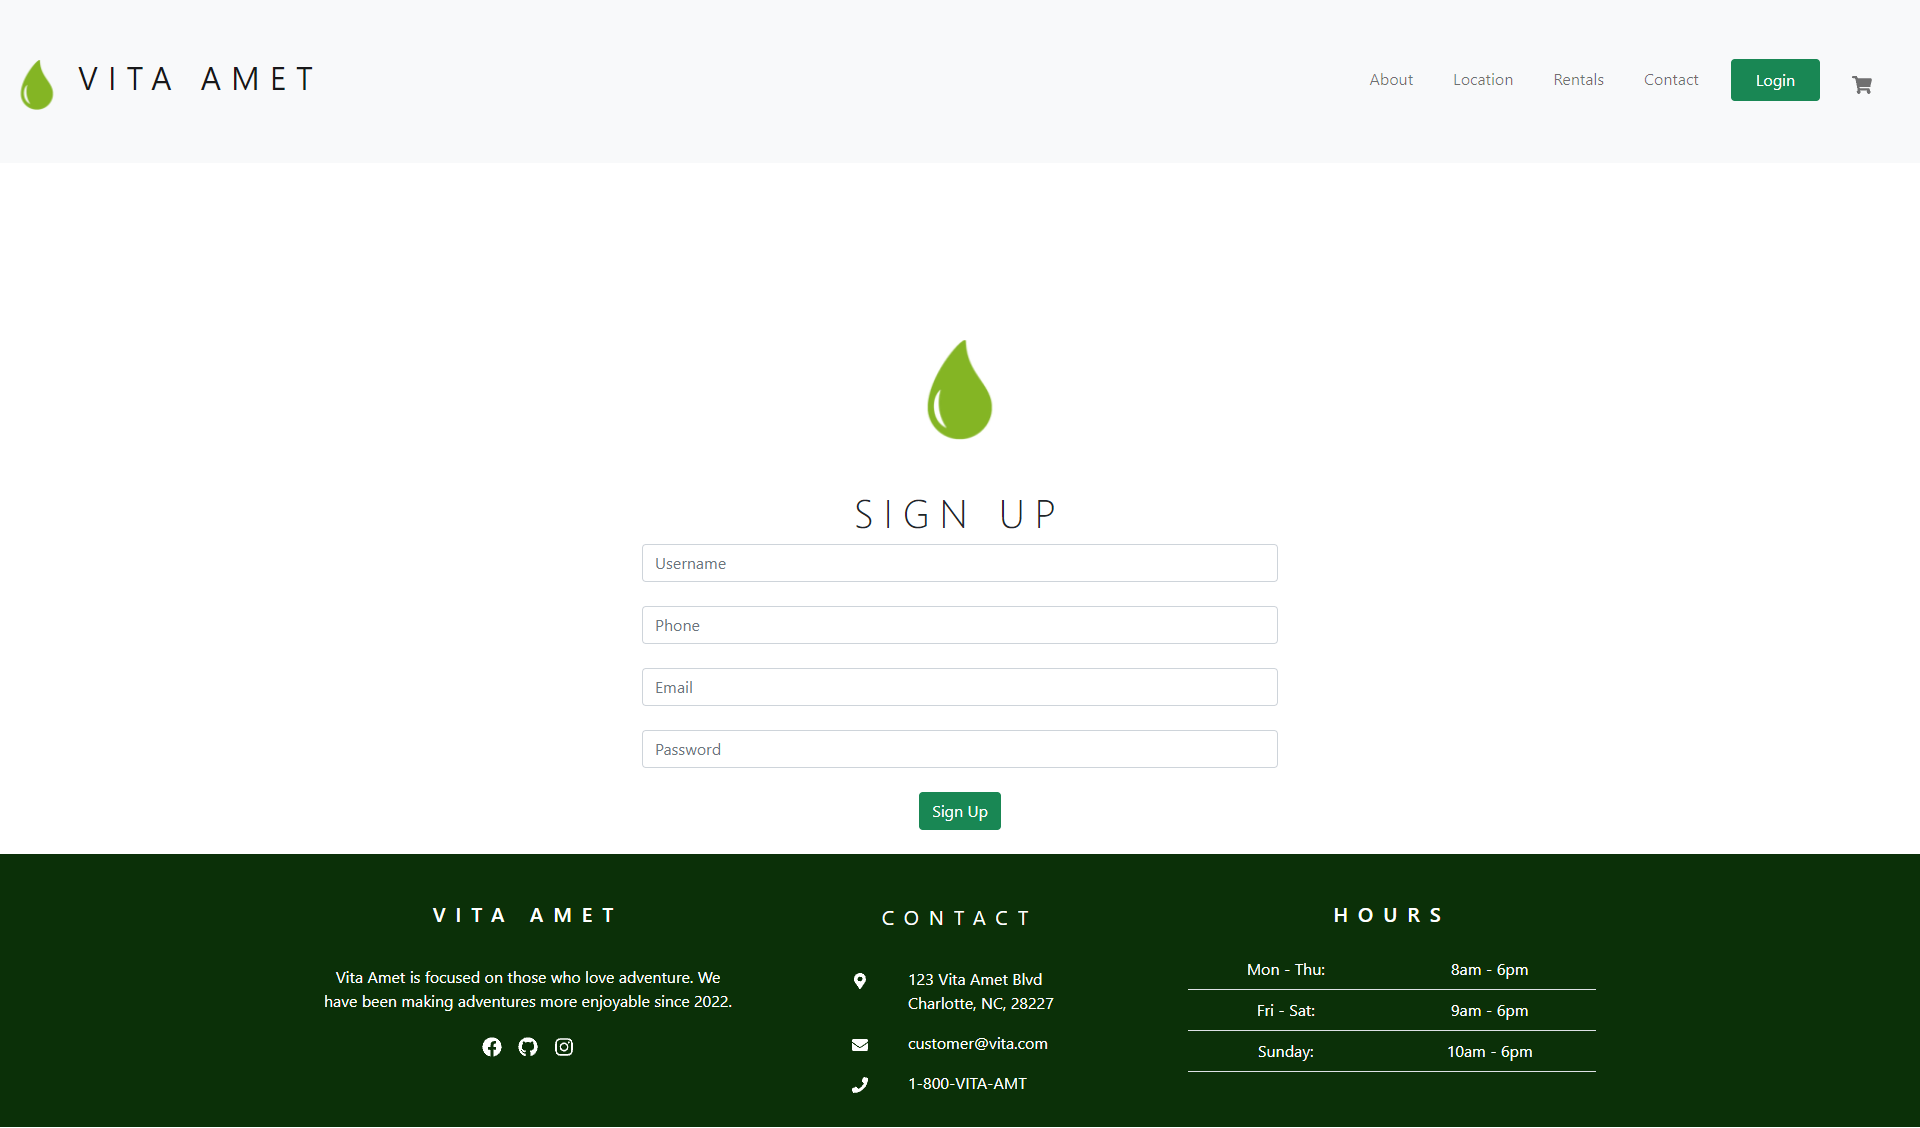 VITA AMET
About
Location
Rentals
Contact
Login
SIGN UP
Username
Phone
Email
Password
Sign Up
VITA AMET
Vita Amet is focused on those who love adventure. We
have been making adventures more enjoyable since 2022.
CONTACT
123 Vita Amet Blvd
Charlotte, NC, 28227
customer@vita.com
1-800-VITA-AMT
HOURS
Mon - Thu: 8am - 6pm
Fri - Sat: 9am - 6pm
Sunday: 10am - 6pm